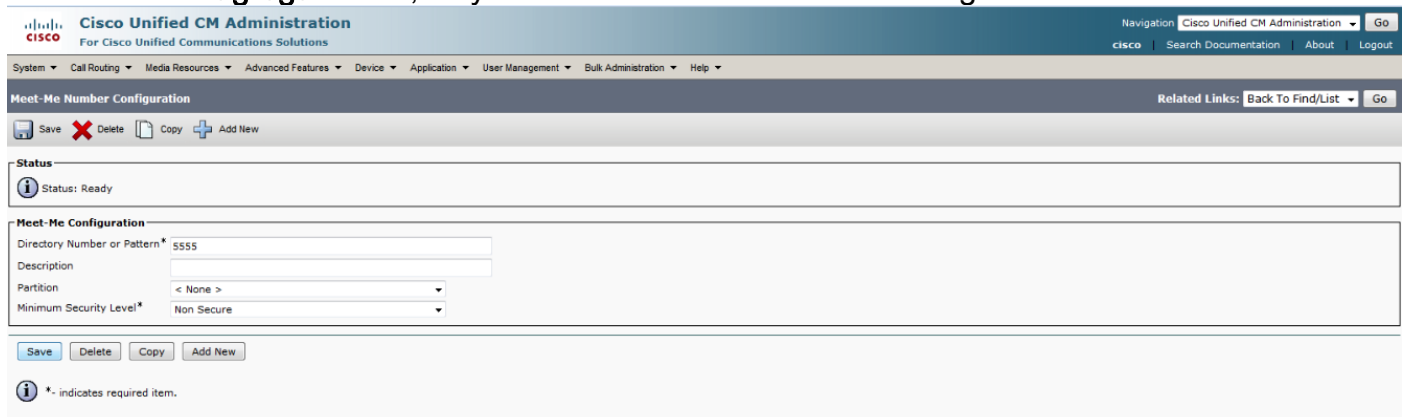 cisco Cisco Unified CM Administration
For Cisco Unified Communications Solutions
Navigation Cisco Unified CM Administration Go
cisco Search Documentation About Logout
System Call Routing Media Resources Advanced Features Device Application User Management Bulk Administration Help
Meet-Me Number Configuration Related Links: Back To Find/List Go
Save Delete Copy Add New
Status
Status: Ready
Meet-Me Configuration
Directory Number or Pattern* 5555
Description
Partition < None >
Minimum Security Level* Non Secure
Save Delete Copy Add New
*- indicates required item.